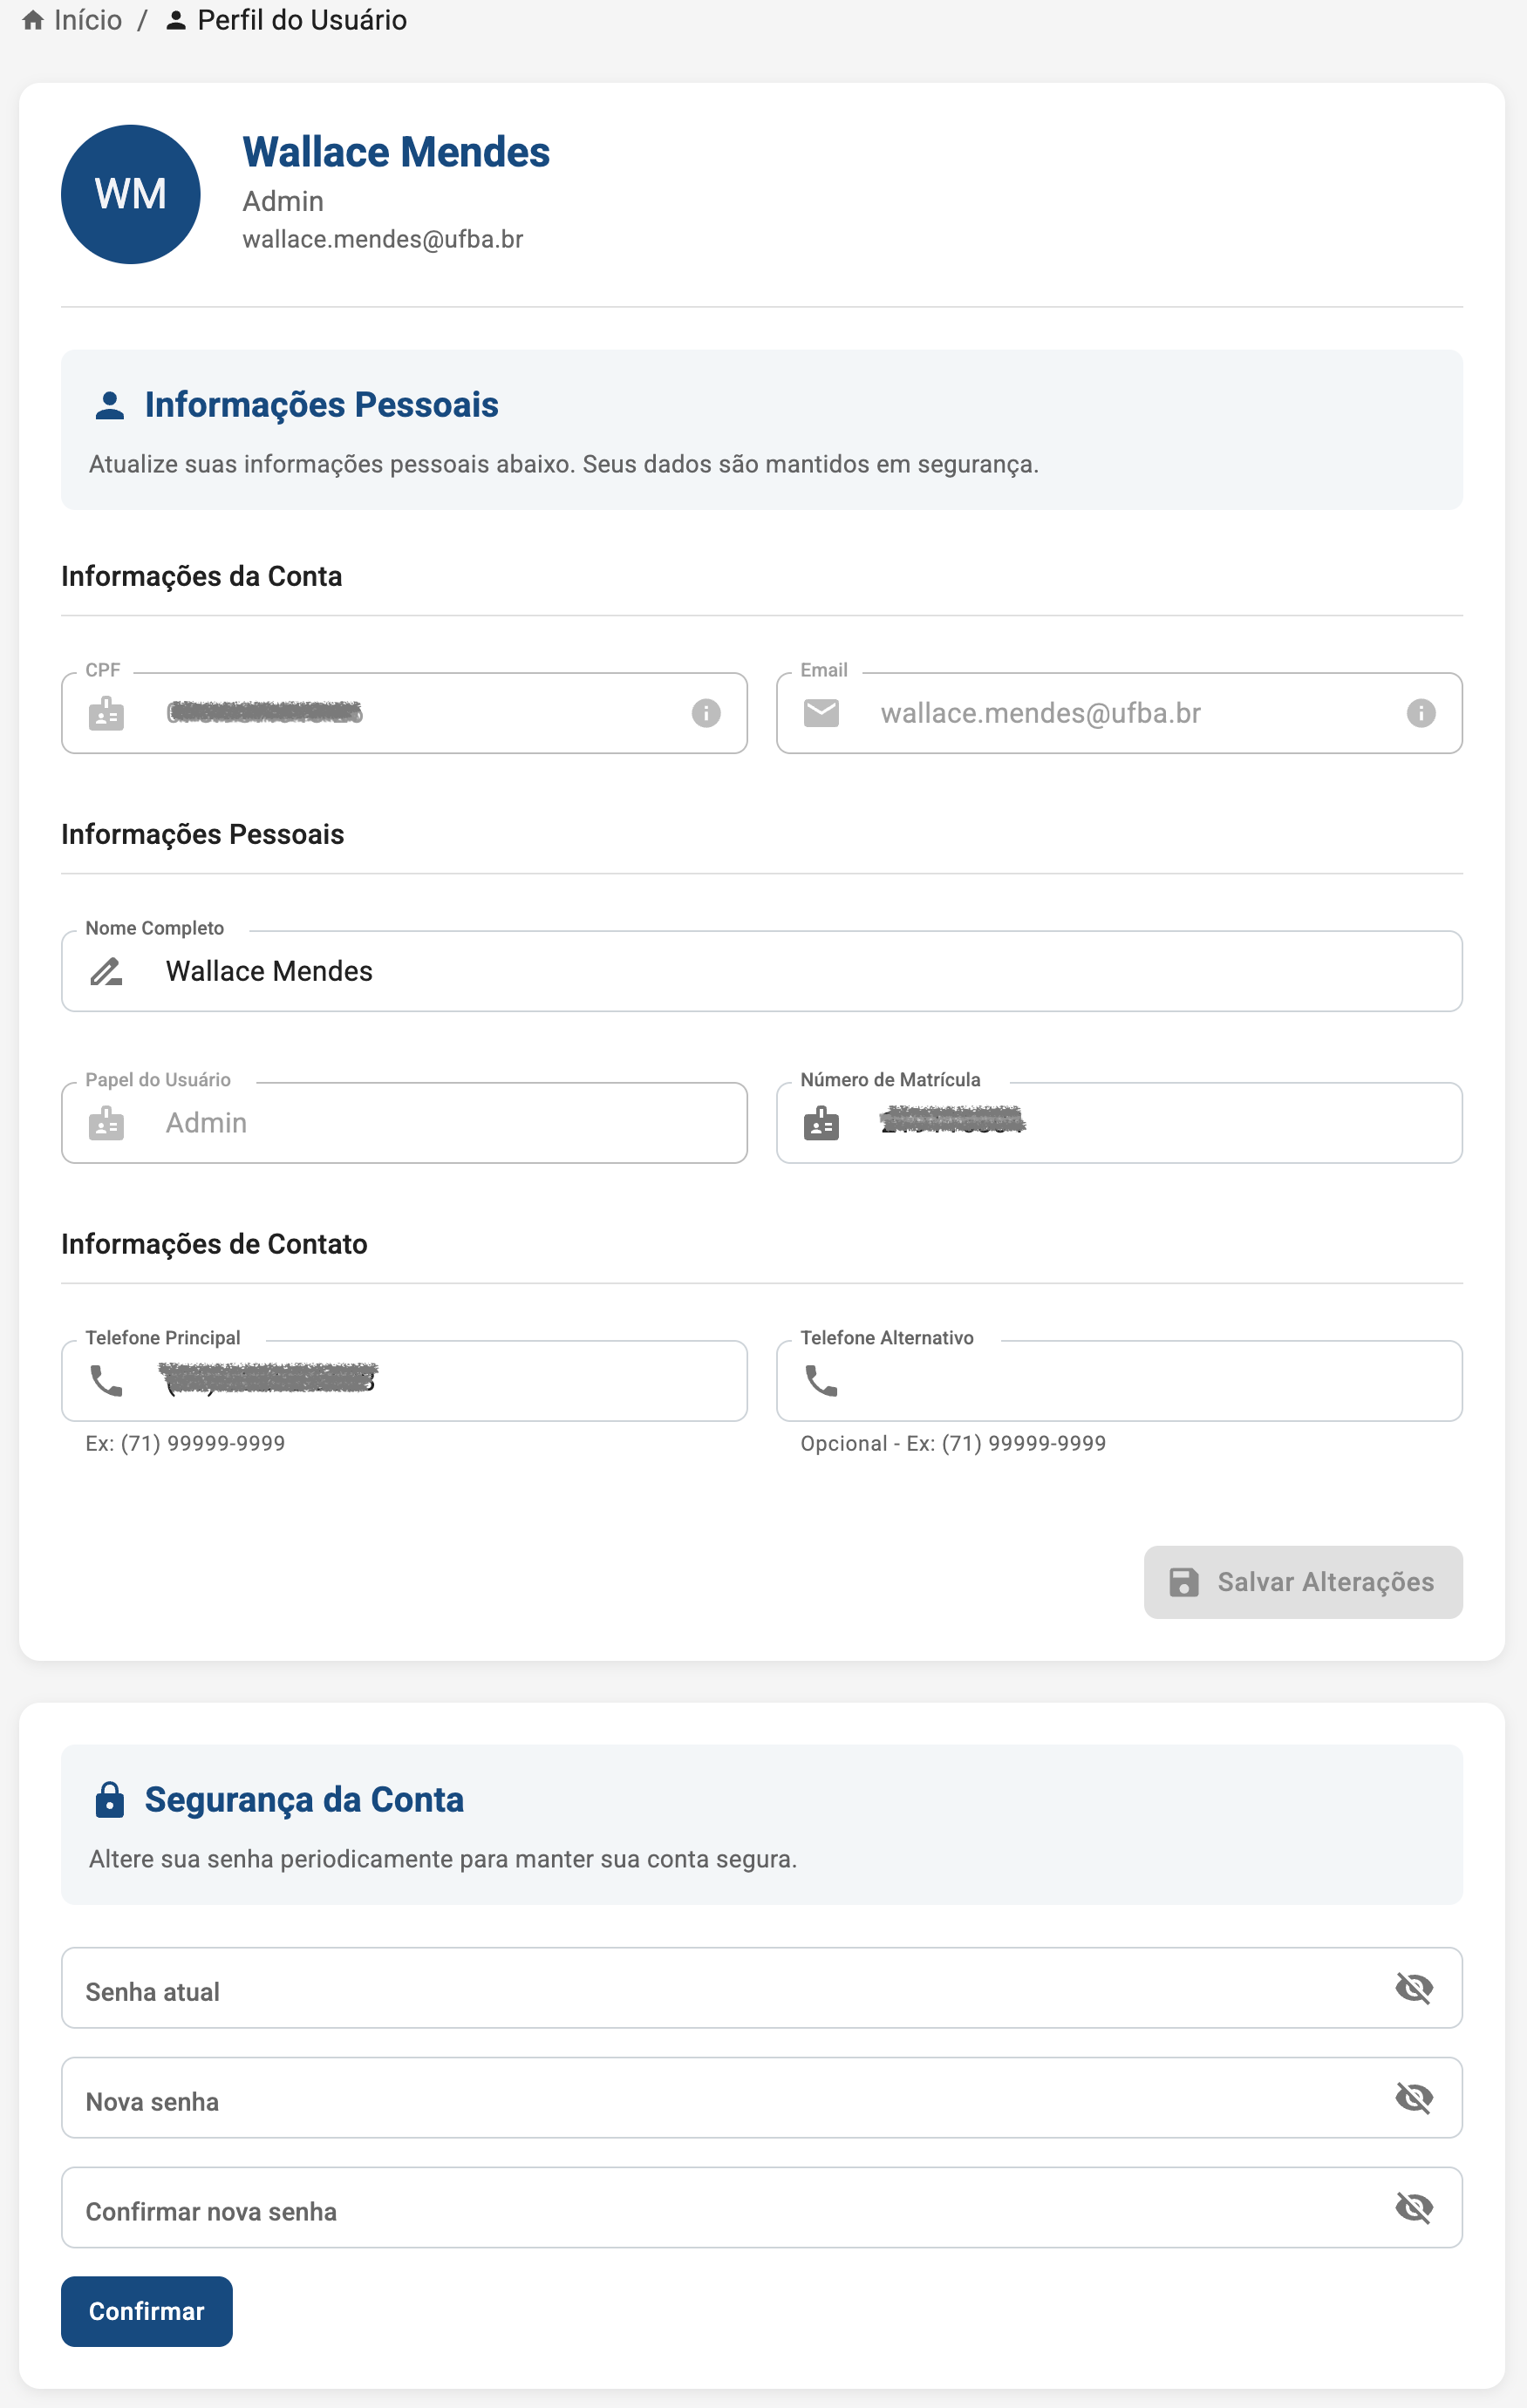 Início / Perfil do Usuário
WM
Wallace Mendes
Admin
wallace.mendes@ufba.br
Informações Pessoais
Atualize suas informações pessoais abaixo. Seus dados são mantidos em segurança.
Informações da Conta
CPF
Email
wallace.mendes@ufba.br
Informações Pessoais
Nome Completo
Wallace Mendes
Papel do Usuário
Admin
Número de Matrícula
Informações de Contato
Telefone Principal
Ex: (71) 99999-9999
Telefone Alternativo
Opcional - Ex: (71) 99999-9999
Salvar Alterações
Segurança da Conta
Altere sua senha periodicamente para manter sua conta segura.
Senha atual
Nova senha
Confirmar nova senha
Confirmar